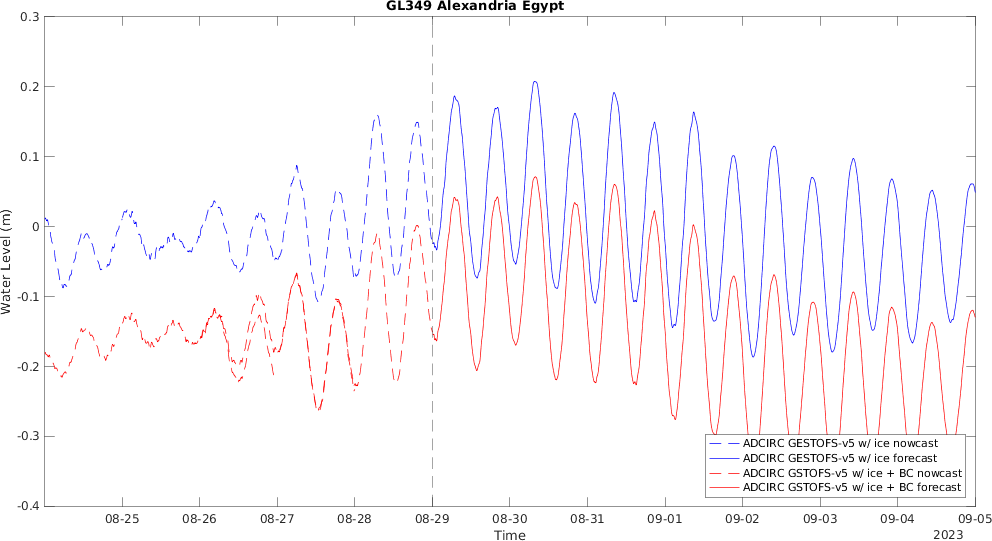 GL349 Alexandria Egypt
0.3
0.2
0.1
0
-0.1
-0.2
-0.3
-0.4
Water Level (m)
ADCIRC GESTOFS-v5 w/ ice nowcast
ADCIRC GESTOFS-v5 w/ ice forecast
ADCIRC GSTOFS-v5 w/ ice + BC nowcast
ADCIRC GSTOFS-v5 w/ ice + BC forecast
08-25 08-26 08-27 08-28 08-29 08-30 08-31 09-01 09-02 09-03 09-04 09-05
Time
2023